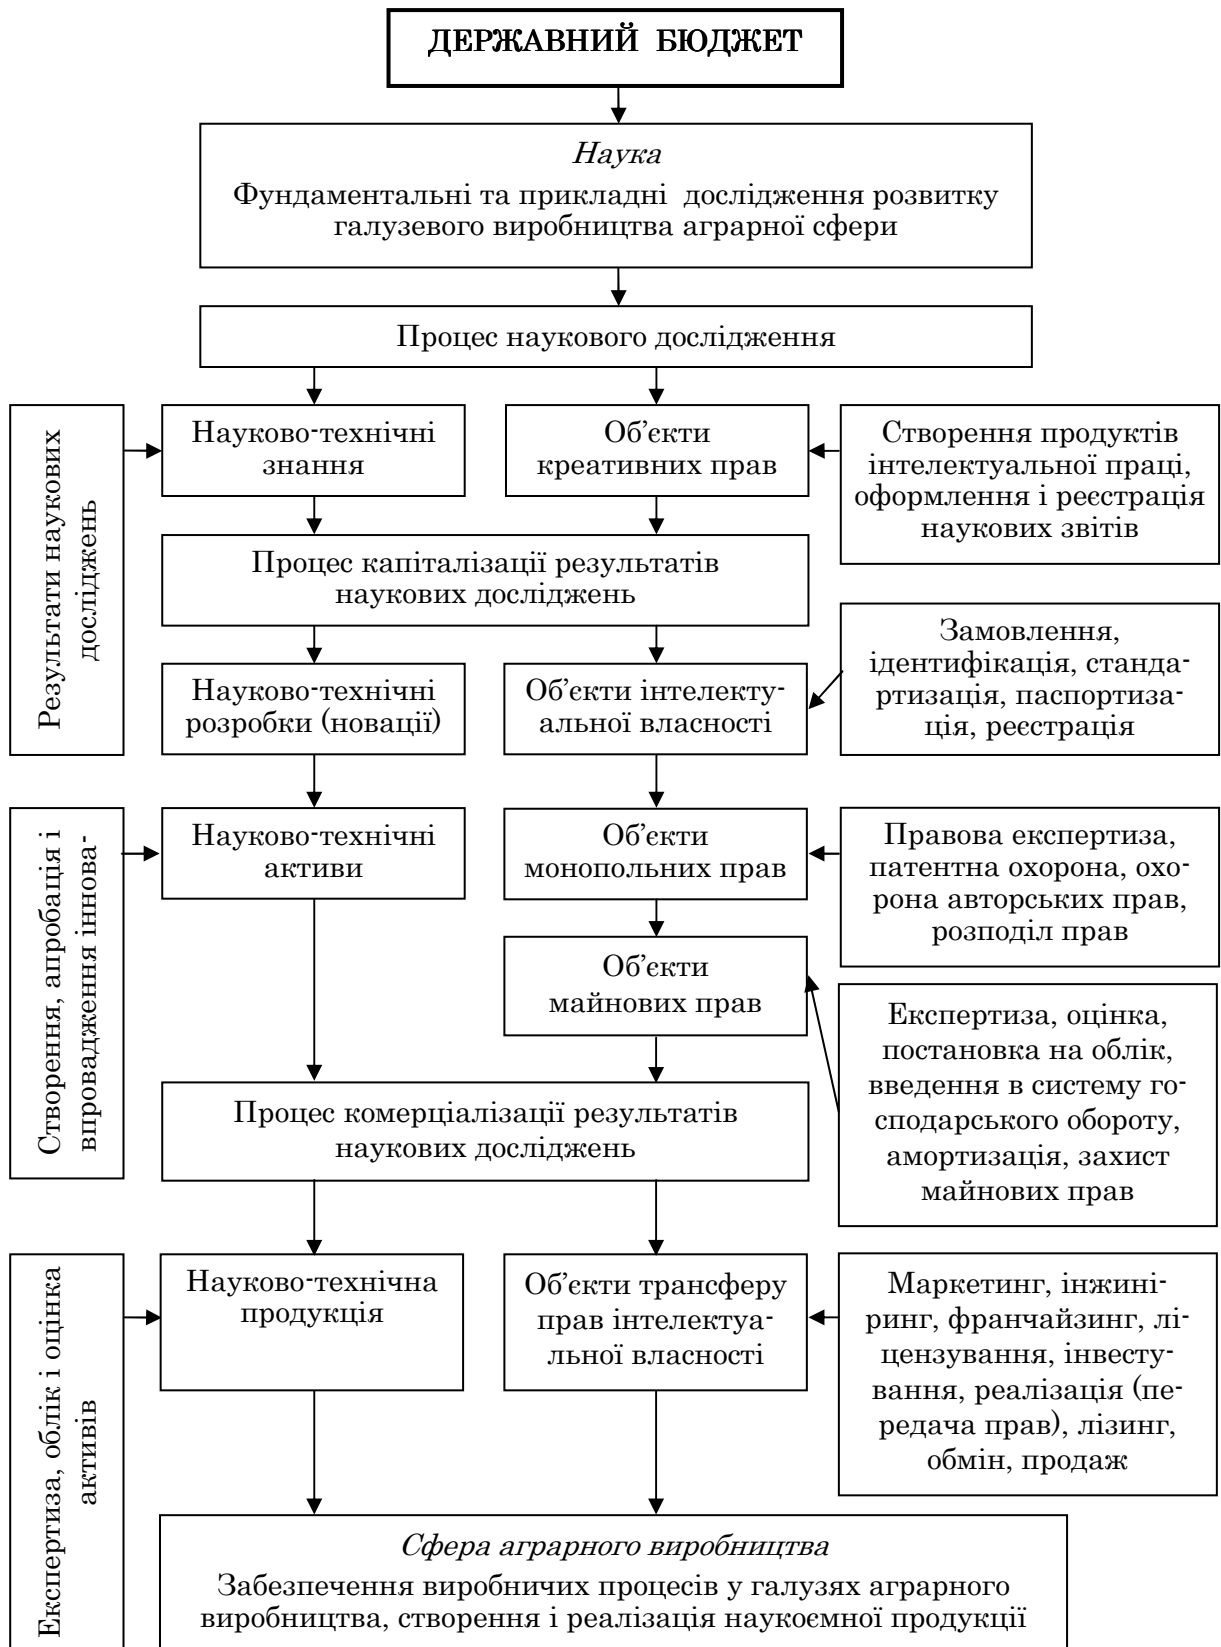 ДЕРЖАВНИЙ БЮДЖЕТ
Наука
Фундаментальні та прикладні дослідження розвитку
галузевого виробництва аграрної сфери
Процес наукового дослідження
Результати наукових
досліджень
Науково-технічні
знання
Об’єкти
креативних прав
Створення продуктів
інтелектуальної праці,
оформлення і реєстрація
наукових звітів
Процес капіталізації результатів
наукових досліджень
Науково-технічні
розробки (новації)
Об’єкти інтелекту-
альної власності
Замовлення,
ідентифікація, станда-
ртизація, паспортиза-
ція, реєстрація
Створення, апробація і
впровадження іннова-
Науково-технічні
активи
Об’єкти
монопольних прав
Правова експертиза,
патентна охорона, охо-
рона авторських прав,
розподіл прав
Об’єкти
майнових прав
Експертиза, оцінка,
постановка на облік,
введення в систему го-
сподарського обороту,
амортизація, захист
майнових прав
Процес комерціалізації результатів
наукових досліджень
Експертиза, облік і оцінка
активів
Науково-технічна
продукція
Об’єкти трансферу
прав інтелектуа-
льної власності
Маркетинг, інжині-
ринг, франчайзинг, лі-
цензування, інвесту-
вання, реалізація (пе-
редача прав), лізинг,
обмін, продаж
Сфера аграрного виробництва
Забезпечення виробничих процесів у галузях аграрного
виробництва, створення і реалізація наукоємної продукції